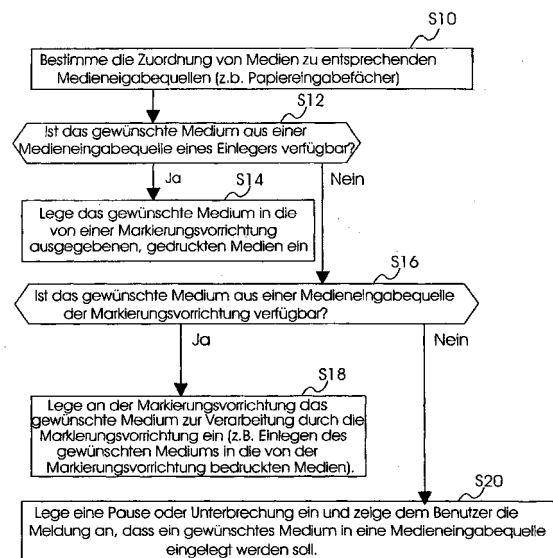 S10
Bestimme die Zuordnung von Medien zu entsprechenden
Medieneigabequellen (z.b. Papiereingabefächer)
S12
Ist das gewünschte Medium aus einer
Medieneingabequelle eines Einlegers verfügbar?
Ja
Nein
S14
Lege das gewünschte Medium in die
von einer Markierungsvorrichtung
ausgegebenen, gedruckten Medien ein
S16
Ist das gewünschte Medium aus einer Medieneingabequelle
der Markierungsvorrichtung verfügbar?
Ja
Nein
S18
Lege an der Markierungsvorrichtung das
gewünschte Medium zur Verarbeitung durch die
Markierungsvorrichtung ein (z.B. Einlegen des
gewünschten Mediums in die von der
Markierungsvorrichtung bedruckten Medien).
S20
Lege eine Pause oder Unterbrechung ein und zeige dem Benutzer die
Meldung an, dass ein gewünschtes Medium in eine Medieneingabequelle
eingelegt werden soll.